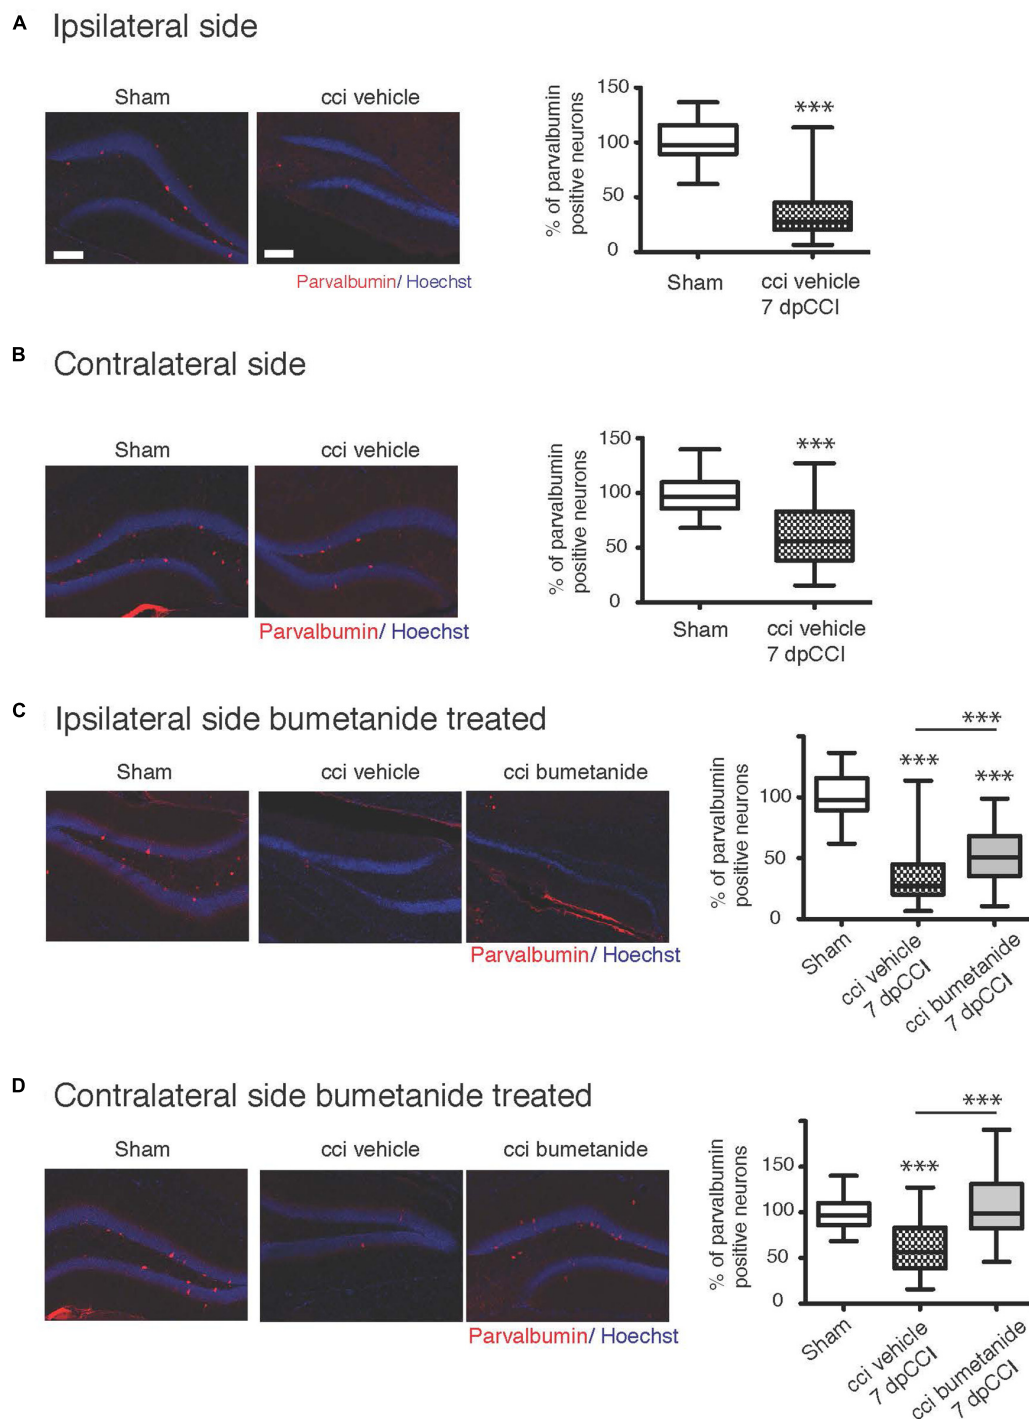 A Ipsilateral side
Sham
cci vehicle
Parvalbumin/ Hoechst
% of parvalbumin
positive neurons
150
100
50
0
***
Sham
cci vehicle
7 dpCCI
B Contralateral side
Sham
cci vehicle
Parvalbumin/ Hoechst
% of parvalbumin
positive neurons
150
100
50
0
***
Sham
cci vehicle
7 dpCCI
C Ipsilateral side bumetanide treated
Sham
cci vehicle
cci bumetanide
Parvalbumin/ Hoechst
% of parvalbumin
positive neurons
100
50
0
***
***
***
Sham
cci vehicle
7 dpCCI
cci bumetanide
7 dpCCI
D Contralateral side bumetanide treated
Sham
cci vehicle
cci bumetanide
Parvalbumin/ Hoechst
% of parvalbumin
positive neurons
150
100
50
0
***
***
Sham
cci vehicle
7 dpCCI
cci bumetanide
7 dpCCI